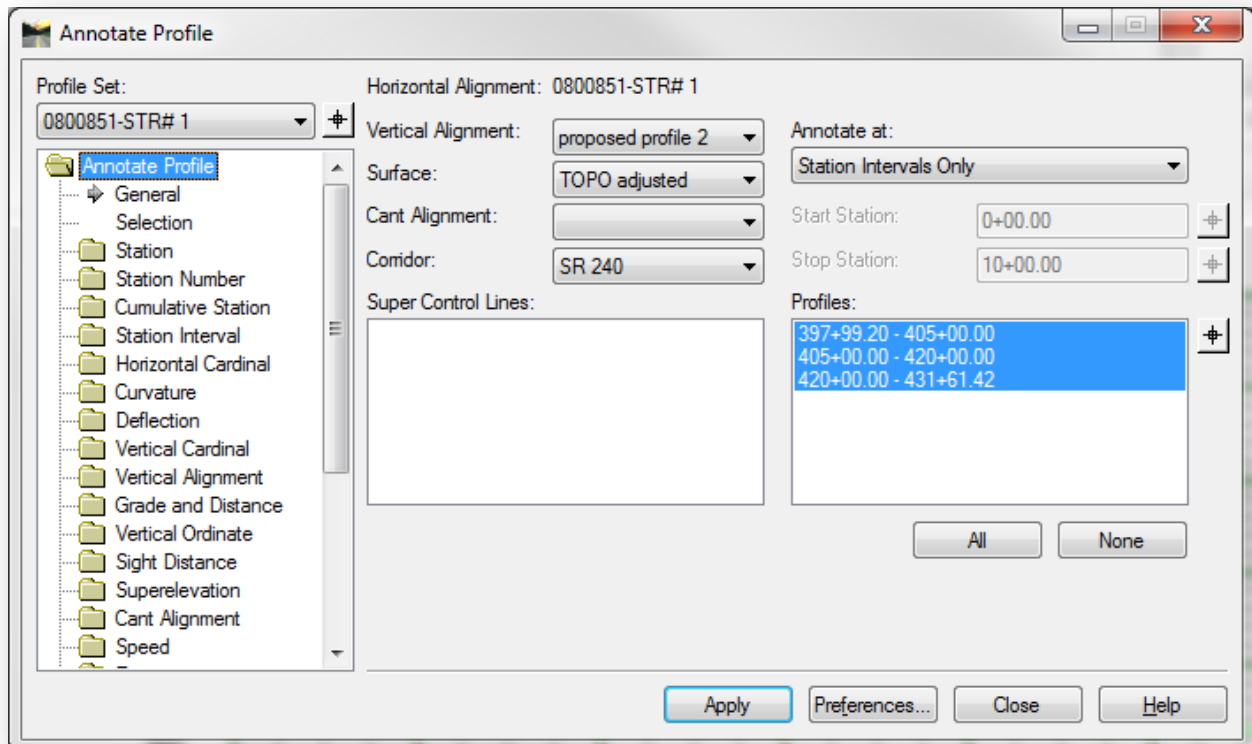 Annotate Profile
Profile Set:
0800851-STR# 1
Annotate Profile
General
Selection
Station
Station Number
Cumulative Station
Station Interval
Horizontal Cardinal
Curvature
Deflection
Vertical Cardinal
Vertical Alignment
Grade and Distance
Vertical Ordinate
Sight Distance
Superelevation
Cant Alignment
Speed
Horizontal Alignment: 0800851-STR# 1
Vertical Alignment: proposed profile 2
Surface: TOPO adjusted
Cant Alignment:
Corridor: SR 240
Super Control Lines:
Annotate at:
Station Intervals Only
Start Station: 0+00.00
Stop Station: 10+00.00
Profiles:
397+99.20 - 405+00.00
405+00.00 - 420+00.00
420+00.00 - 431+61.42
All None
Apply Preferences... Close Help